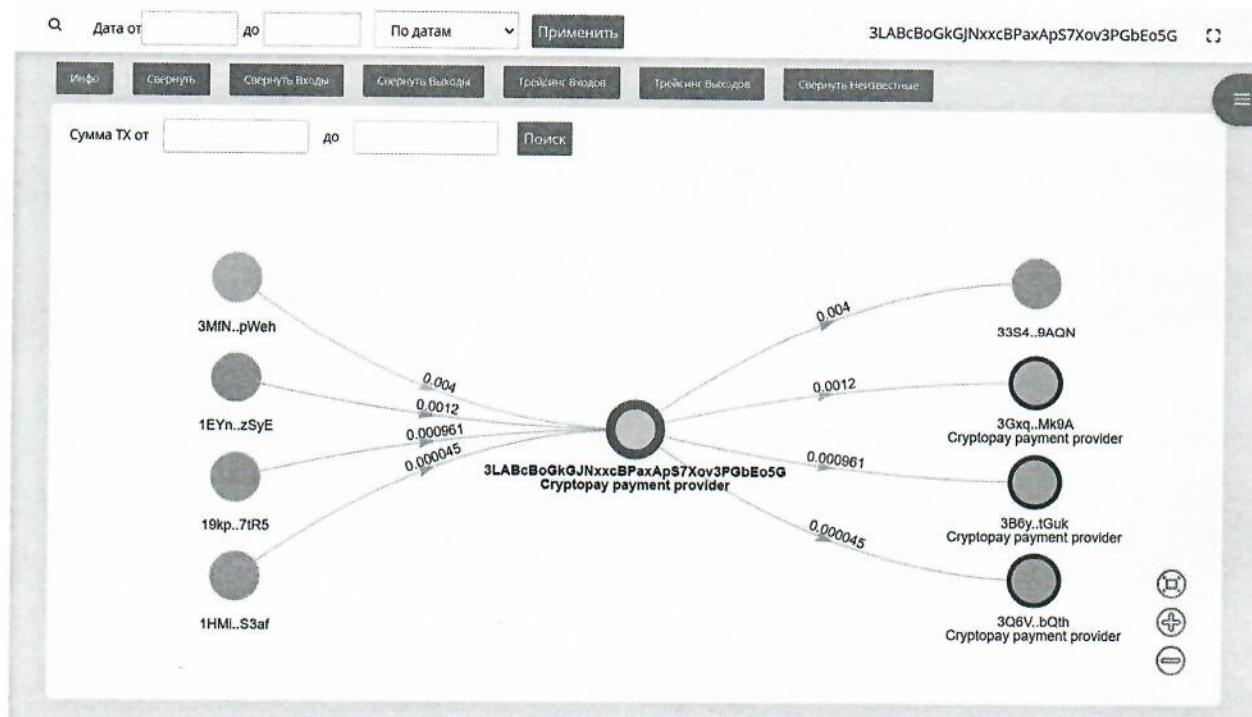 Дата от до По датам Применить 3LABcBoGkGJNxxcBPaxApS7Xov3PGbEo5G
Инфо Свернуть Свернуть Входы Свернуть Выходы Трейсинг Входов Трейсинг Выходов Свернуть Неизвестные
Сумма TX от до Поиск
3MfN..pWeh
1EYn..zSyE
19kp..7tR5
1HMi..S3af
0.004
0.0012
0.000961
0.000045
3LABcBoGkGJNxxcBPaxApS7Xov3PGbEo5G
Cryptopay payment provider
0.004
0.0012
0.000961
0.000045
33S4..9AQN
3Gxq..Mk9A
Cryptopay payment provider
3B6y..tGuk
Cryptopay payment provider
3Q6V..bQth
Cryptopay payment provider